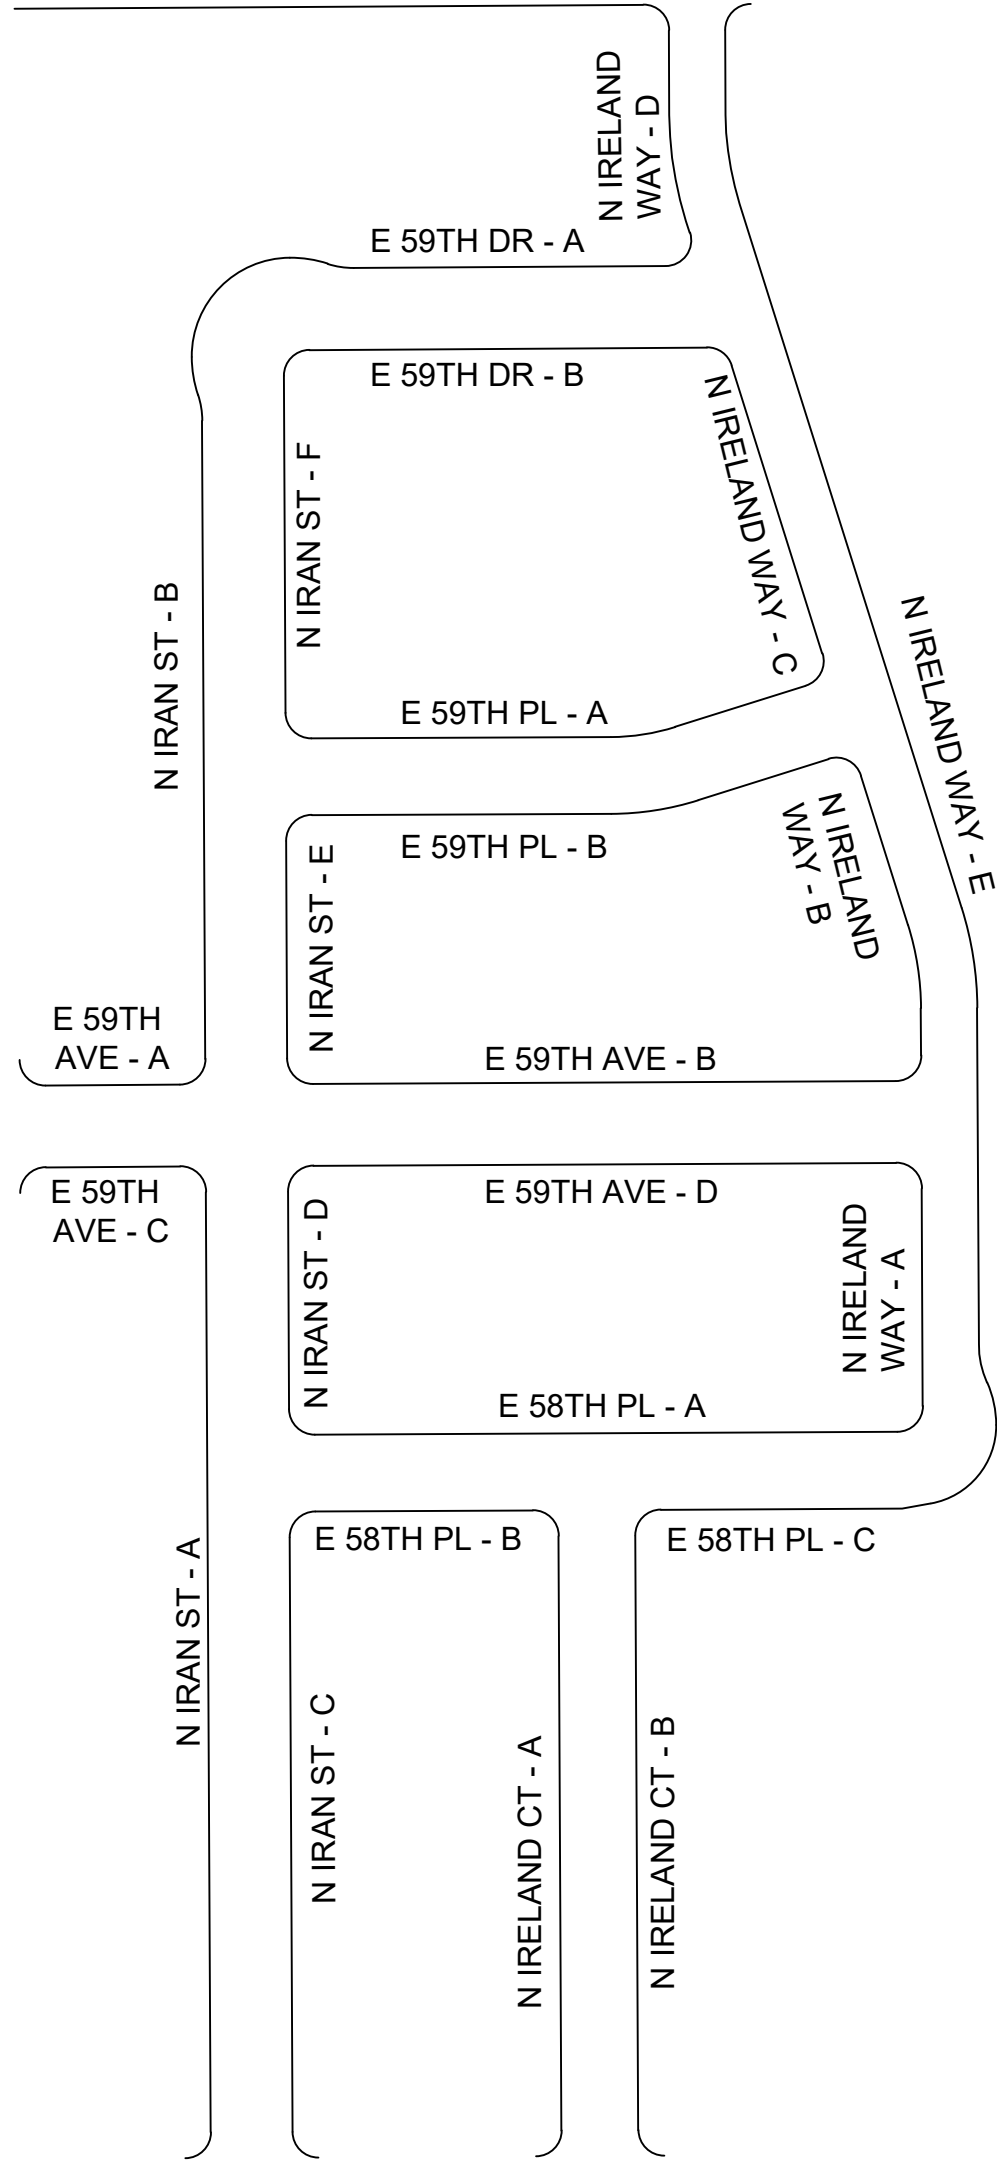 N IRELAND
WAY - D
E 59TH DR - A
E 59TH DR - B
N IRELAND WAY - C
N IRAN ST - F
N IRAN ST - B
N IRELAND WAY - E
E 59TH PL - A
N IRELAND
WAY - B
E 59TH PL - B
N IRAN ST - E
E 59TH
AVE - A
E 59TH AVE - B
E 59TH
AVE - C
E 59TH AVE - D
N IRAN ST - D
N IRELAND
WAY - A
E 58TH PL - A
E 58TH PL - B
E 58TH PL - C
N IRAN ST - A
N IRAN ST - C
N IRELAND CT - A
N IRELAND CT - B